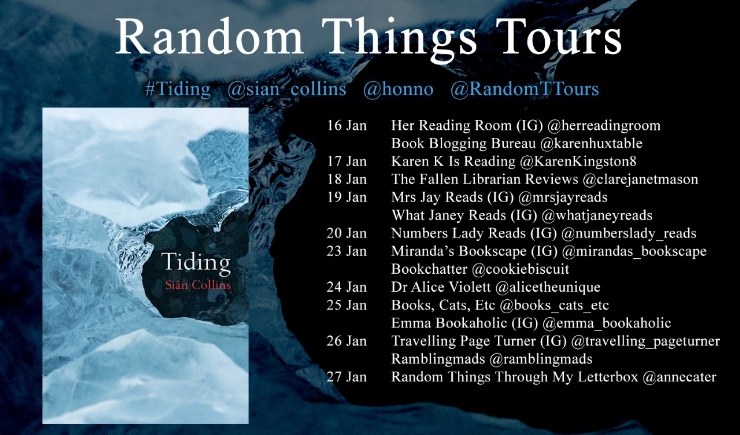 Random Things Tours
#Tiding @sian_collins @honno @RandomTTours
Tiding
Siân Collins
16 Jan Her Reading Room (IG) @herreadingroom
Book Blogging Bureau @karenhuxtable
17 Jan Karen K Is Reading @KarenKingston8
18 Jan The Fallen Librarian Reviews @clarejanetmason
19 Jan Mrs Jay Reads (IG) @mrsjayreads
What Janey Reads (IG) @whatjaneyreads
20 Jan Numbers Lady Reads (IG) @numberslady_reads
23 Jan Miranda's Bookscape (IG) @mirandas_bookscape
Bookchatter @cookiebiscuit
24 Jan Dr Alice Violett @alicetheunique
25 Jan Books, Cats, Etc @books_cats_etc
Emma Bookaholic (IG) @emma_bookaholic
26 Jan Travelling Page Turner (IG) @travelling_pageturner
Ramblingmads @ramblingmads
27 Jan Random Things Through My Letterbox @annecater